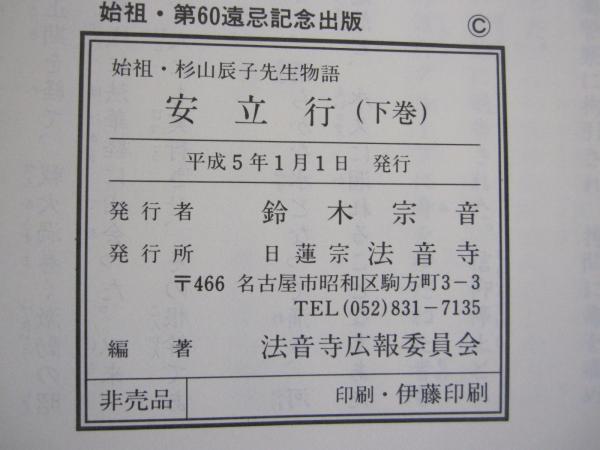 始祖・第60遠忌記念出版
©
始祖・杉山辰子先生物語
安立行(下巻)
平成5年1月1日 発行
発行者 鈴木宗音
発行所 日蓮宗 法音寺
〒466 名古屋市昭和区駒方町3-3
TEL(052)831-7135
編著 法音寺広報委員会
非売品 印刷・伊藤印刷